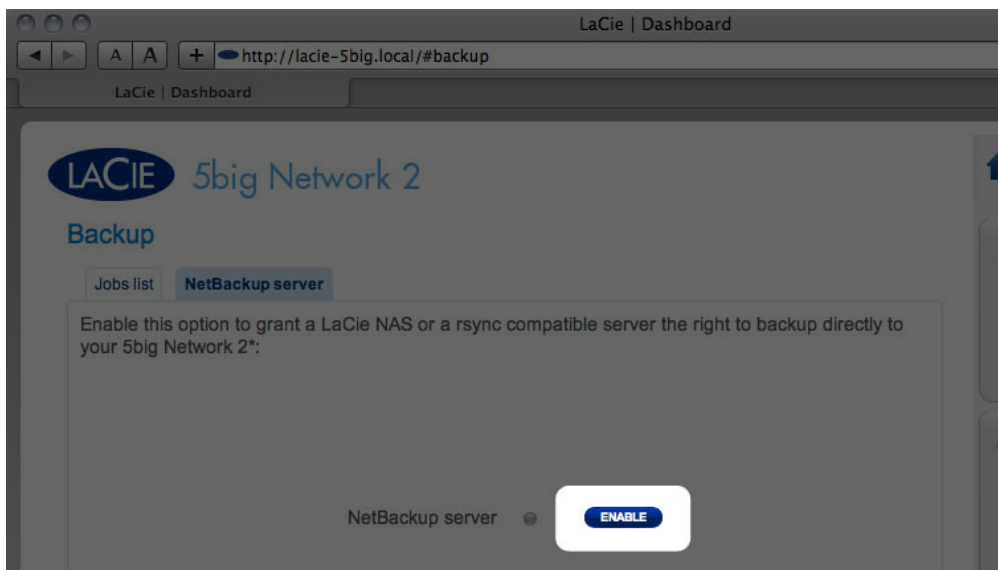 LaCie | Dashboard
A A + http://lacie-5big.local/#backup
LaCie | Dashboard
LACIE 5big Network 2
Backup
Jobs list NetBackup server
Enable this option to grant a LaCie NAS or a rsync compatible server the right to backup directly to
your 5big Network 2*:
NetBackup server ENABLE